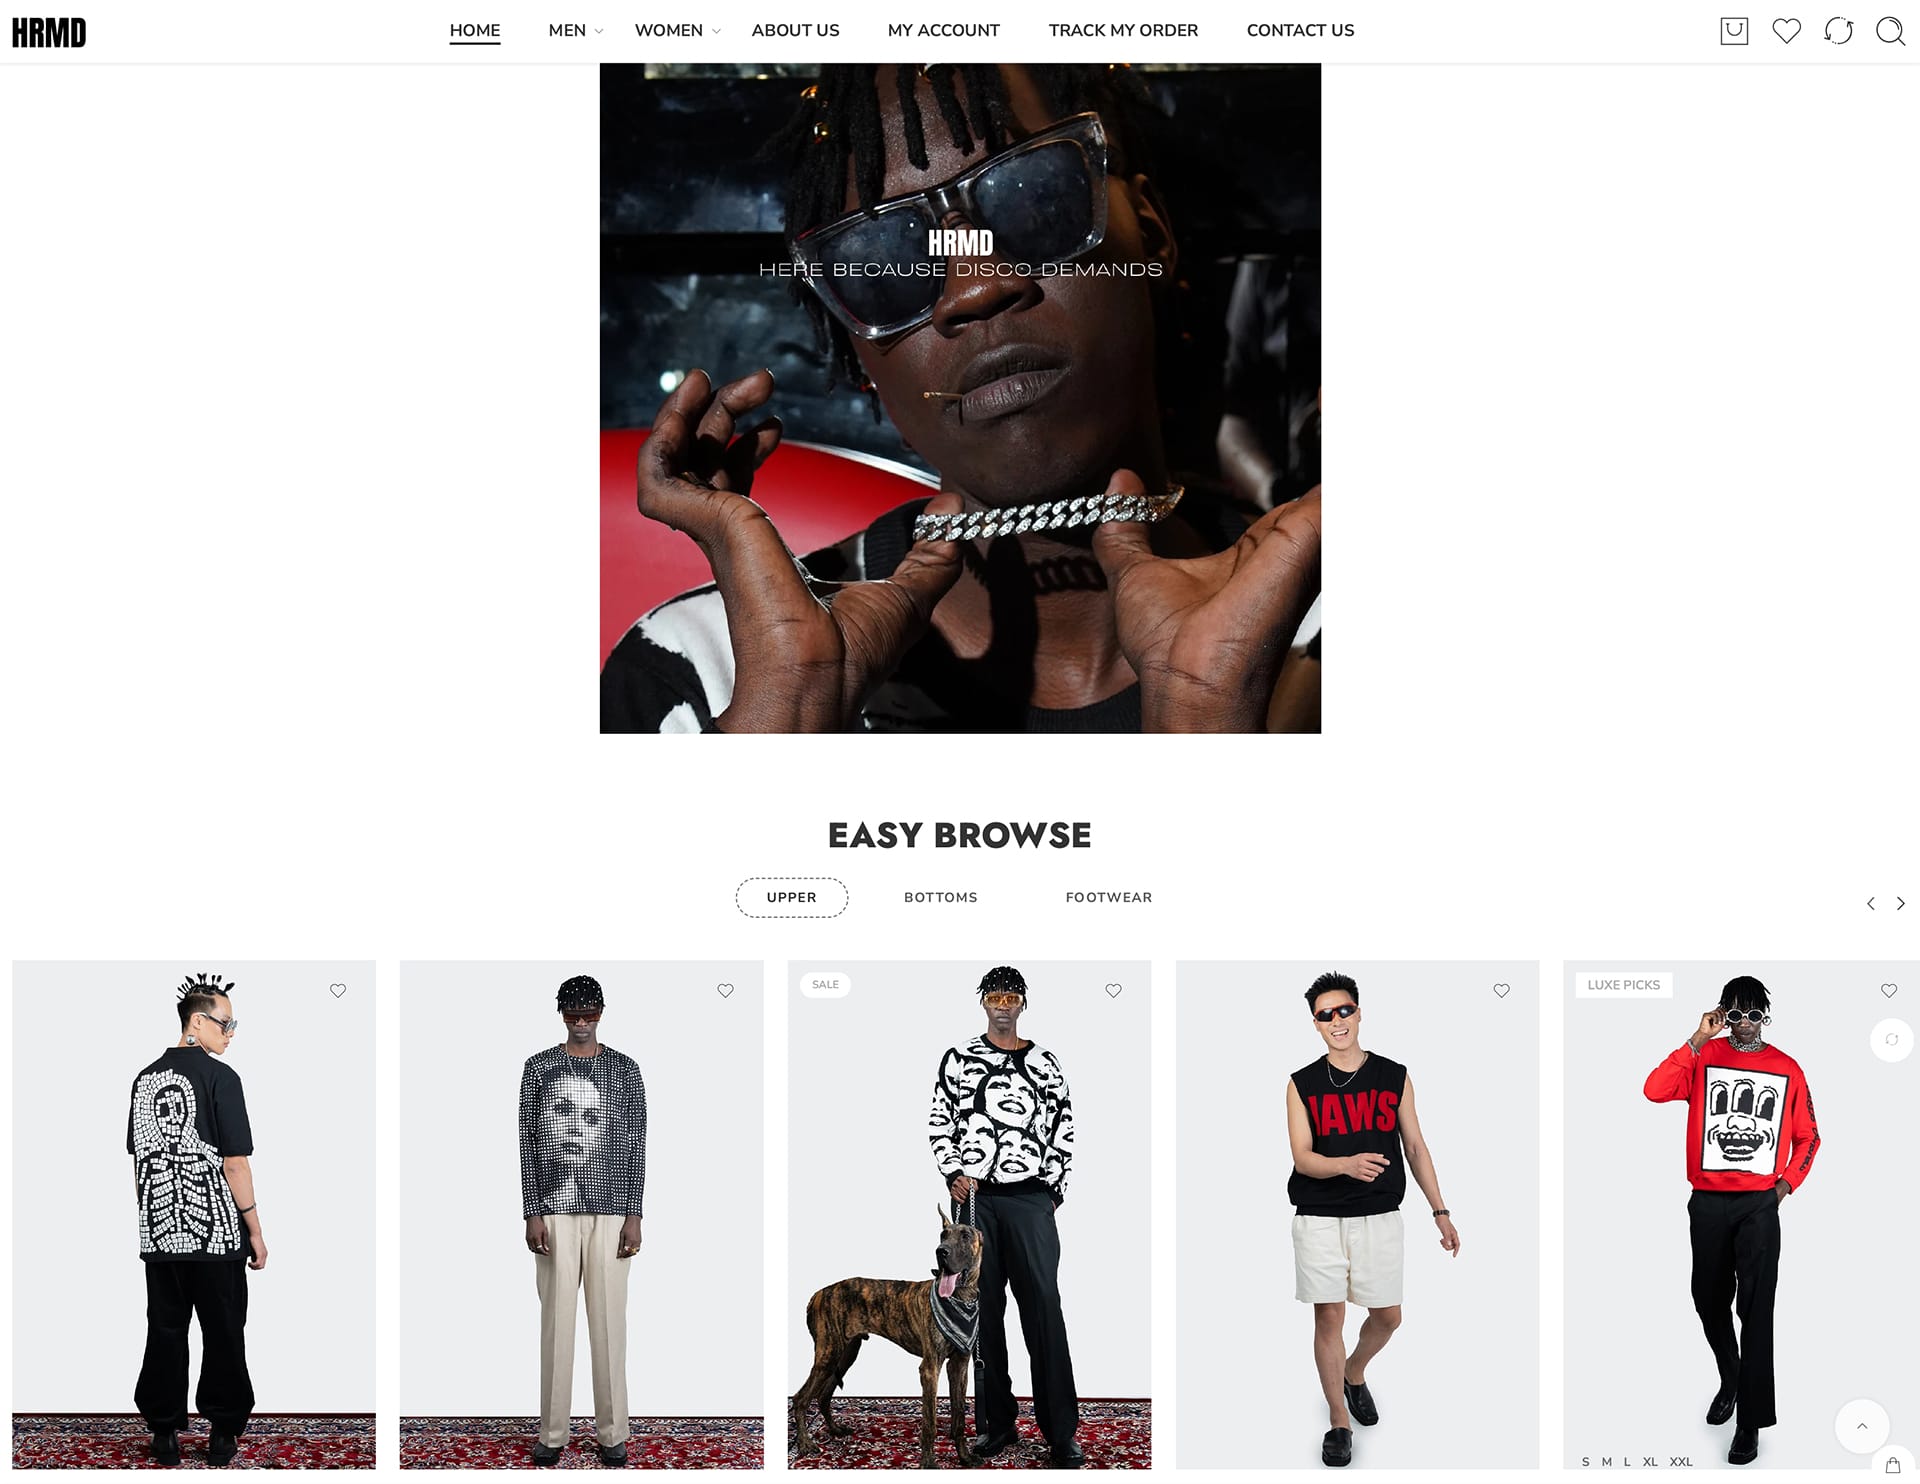 HRMD
HOME MEN WOMEN ABOUT US MY ACCOUNT TRACK MY ORDER CONTACT US
HRMD
HERE BECAUSE DISCO DEMANDS
EASY BROWSE
UPPER BOTTOMS FOOTWEAR
SALE
LUXE PICKS
JAWS
S M L XL XXL